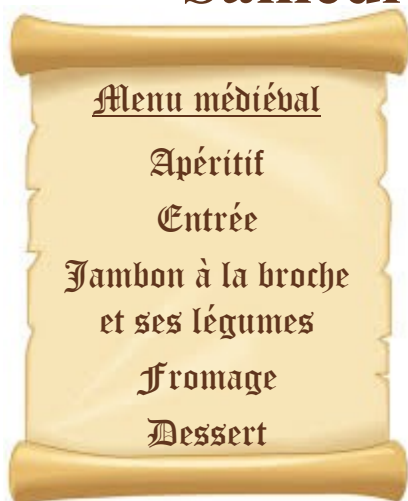 Menu médiéval
Apéritif
Entrée
Jambon à la broche
et ses légumes
Fromage
Dessert